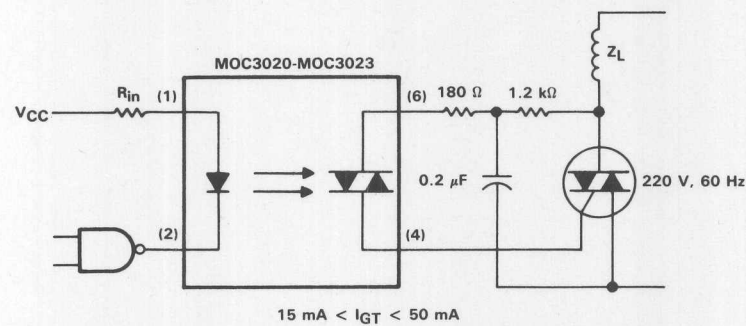 MOC3020-MOC3023
Rin
VCC
(1)
(2)
(6)
(4)
180 Ω
1.2 kΩ
ZL
0.2 μF
220 V, 60 Hz
15 mA < IGT < 50 mA